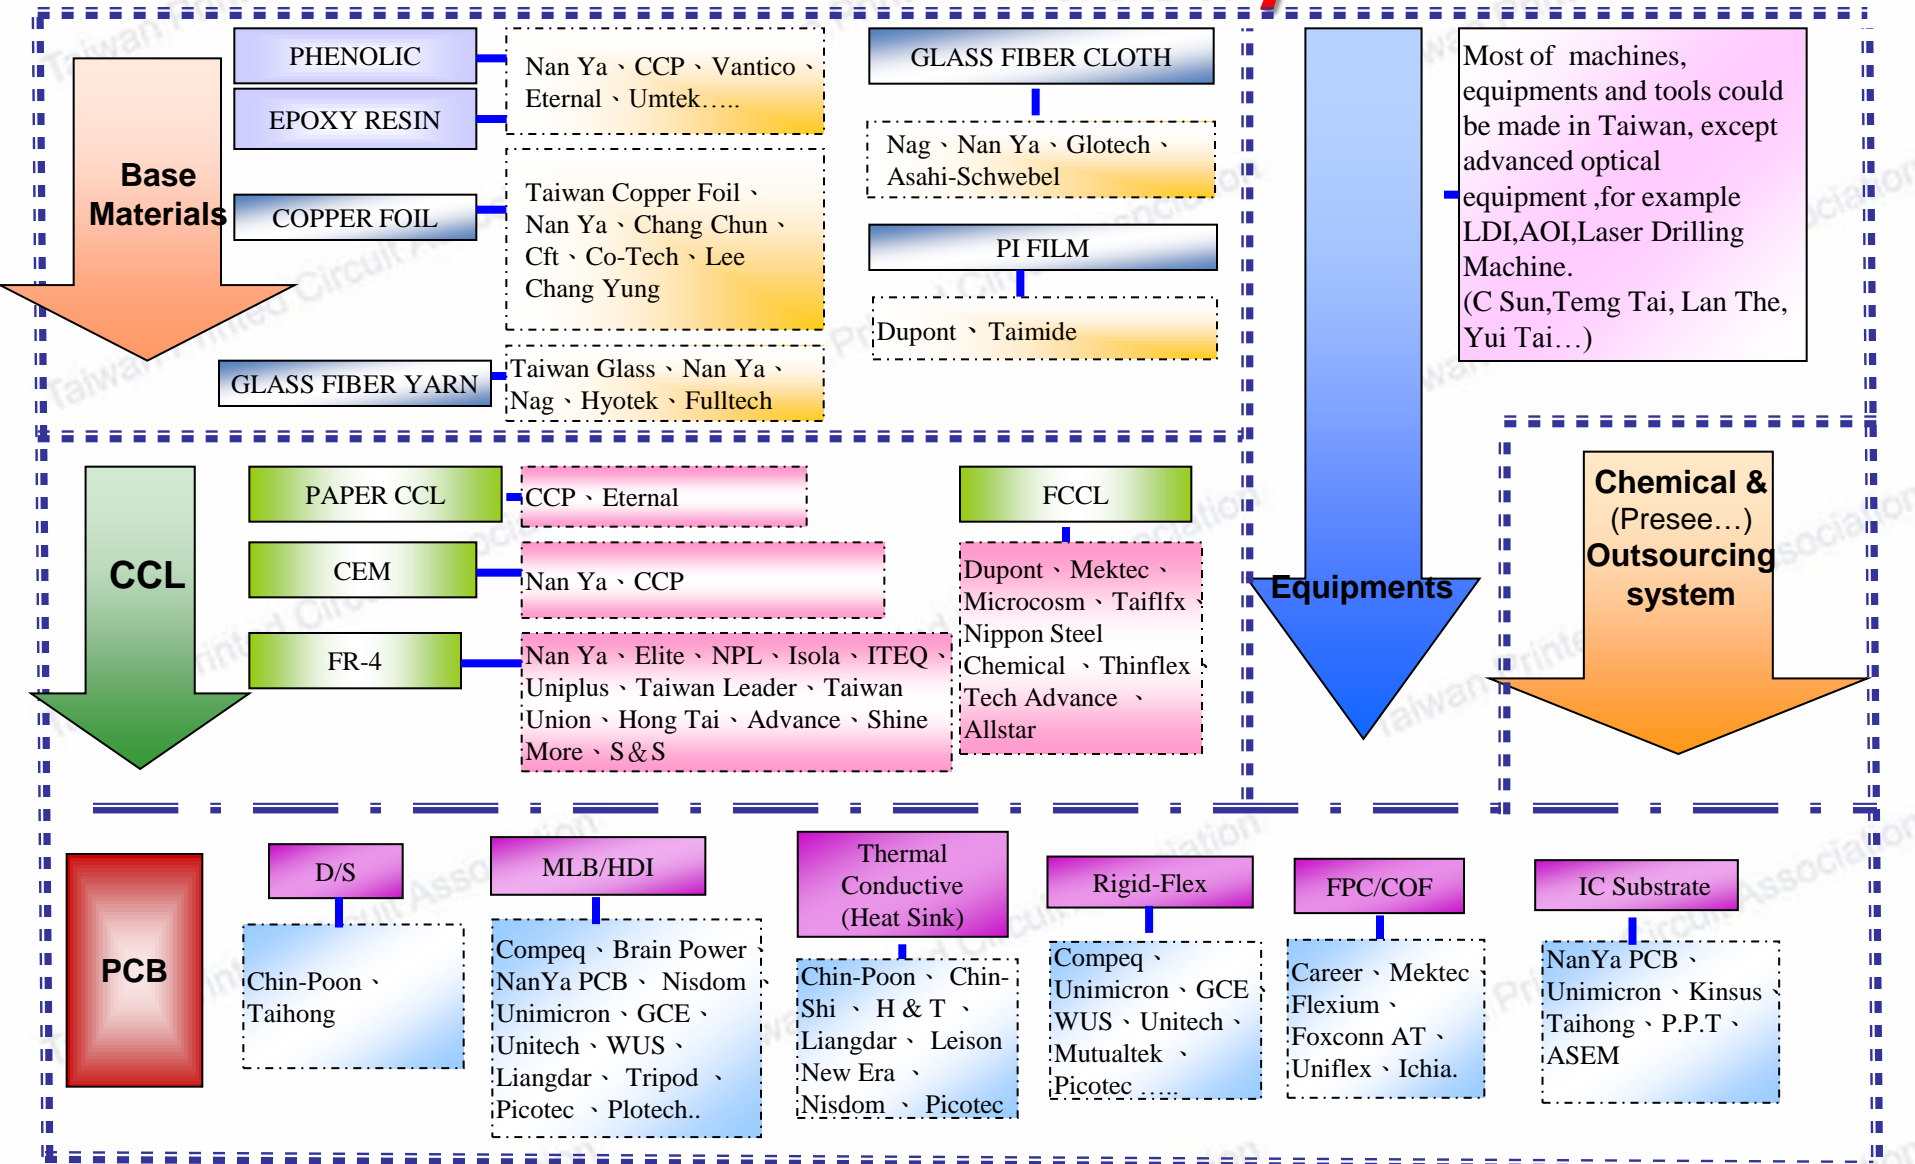 PHENOLIC
EPOXY RESIN
Nan Ya、CCP、Vantico、
Eternal、Umtek…..
Base
Materials
COPPER FOIL
Taiwan Copper Foil、
Nan Ya、Chang Chun、
Cft、Co-Tech、Lee
Chang Yung
GLASS FIBER YARN
Taiwan Glass、Nan Ya、
Nag、Hyotek、Fulltech
GLASS FIBER CLOTH
Nag、Nan Ya、Glotech、
Asahi-Schwebel
PI FILM
Dupont 、Taimide
Equipments
Most of machines,
equipments and tools could
be made in Taiwan, except
advanced optical
equipment ,for example
LDI,AOI,Laser Drilling
Machine.
(C Sun,Temg Tai, Lan The,
Yui Tai…)
CCL
PAPER CCL
CCP、Eternal
CEM
Nan Ya、CCP
FR-4
Nan Ya、Elite、NPL、Isola、ITEQ、
Uniplus、Taiwan Leader、Taiwan
Union、Hong Tai、Advance、Shine
More、S＆S
FCCL
Dupont、Mektec、
Microcosm、Taiflfx、
Nippon Steel
Chemical 、Thinflex、
Tech Advance 、
Allstar
Chemical &
(Presee…)
Outsourcing
system
PCB
D/S
Chin-Poon、
Taihong
MLB/HDI
Compeq、Brain Power、
NanYa PCB、 Nisdom、
Unimicron、GCE、
Unitech、WUS、
Liangdar、 Tripod 、
Picotec 、Plotech..
Thermal
Conductive
(Heat Sink)
Chin-Poon、 Chin-
Shi 、 H & T 、
Liangdar、 Leison
New Era 、
Nisdom 、 Picotec
Rigid-Flex
Compeq、
Unimicron、GCE、
WUS、Unitech、
Mutualtek 、
Picotec …..
FPC/COF
Career、Mektec、
Flexium、
Foxconn AT、
Uniflex、Ichia.
IC Substrate
NanYa PCB、
Unimicron、Kinsus、
Taihong、P.P.T、
ASEM
Taiwan Printed Circuit Association